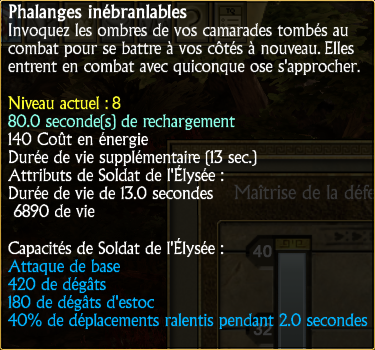 Phalanges inébranlables
Invoquez les ombres de vos camarades tombés au
combat pour se battre à vos côtés à nouveau. Elles
entrent en combat avec quiconque ose s'approcher.
Niveau actuel : 8
80.0 seconde(s) de rechargement
140 Coût en énergie
Durée de vie supplémentaire (13 sec.)
Attributs de Soldat de l'Élysée :
Durée de vie de 13.0 secondes
6890 de vie
Maîtrise de la défe
Capacités de Soldat de l'Élysée :
40
Attaque de base
420 de dégâts
180 de dégâts d'estoc
40% de déplacements ralentis pendant 2.0 secondes
32